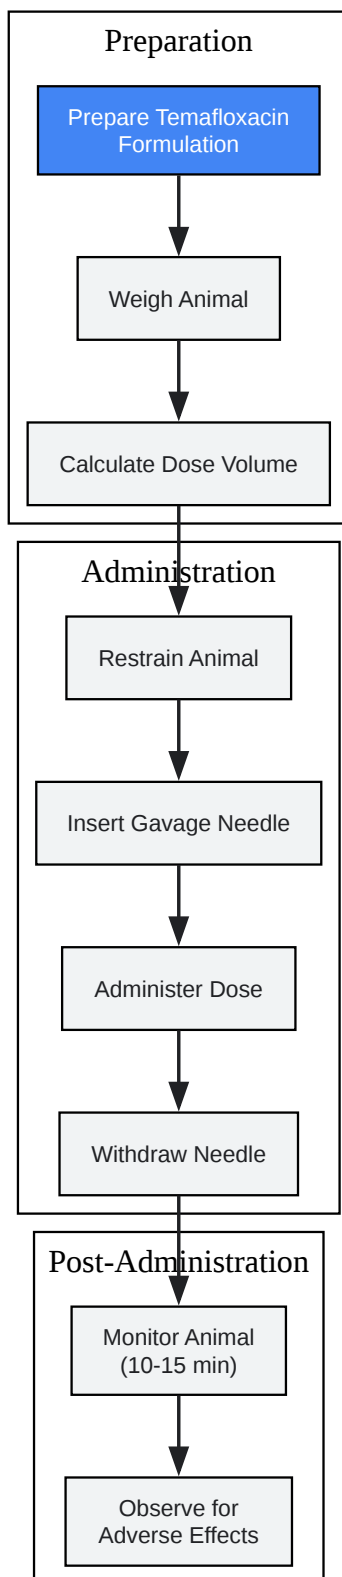 Preparation
Prepare Temafloxacin
Formulation
Weigh Animal
Calculate Dose Volume
Administration
Restrain Animal
Insert Gavage Needle
Administer Dose
Withdraw Needle
Post-Administration
Monitor Animal
(10-15 min)
Observe for
Adverse Effects